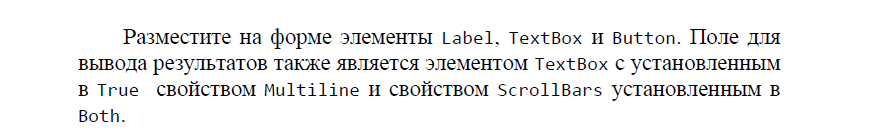 Разместите на форме элементы Label, TextBox и Button. Поле для
вывода результатов также является элементом TextBox с установленным
в True свойством Multiline и свойством ScrollBars установленным в
Both.